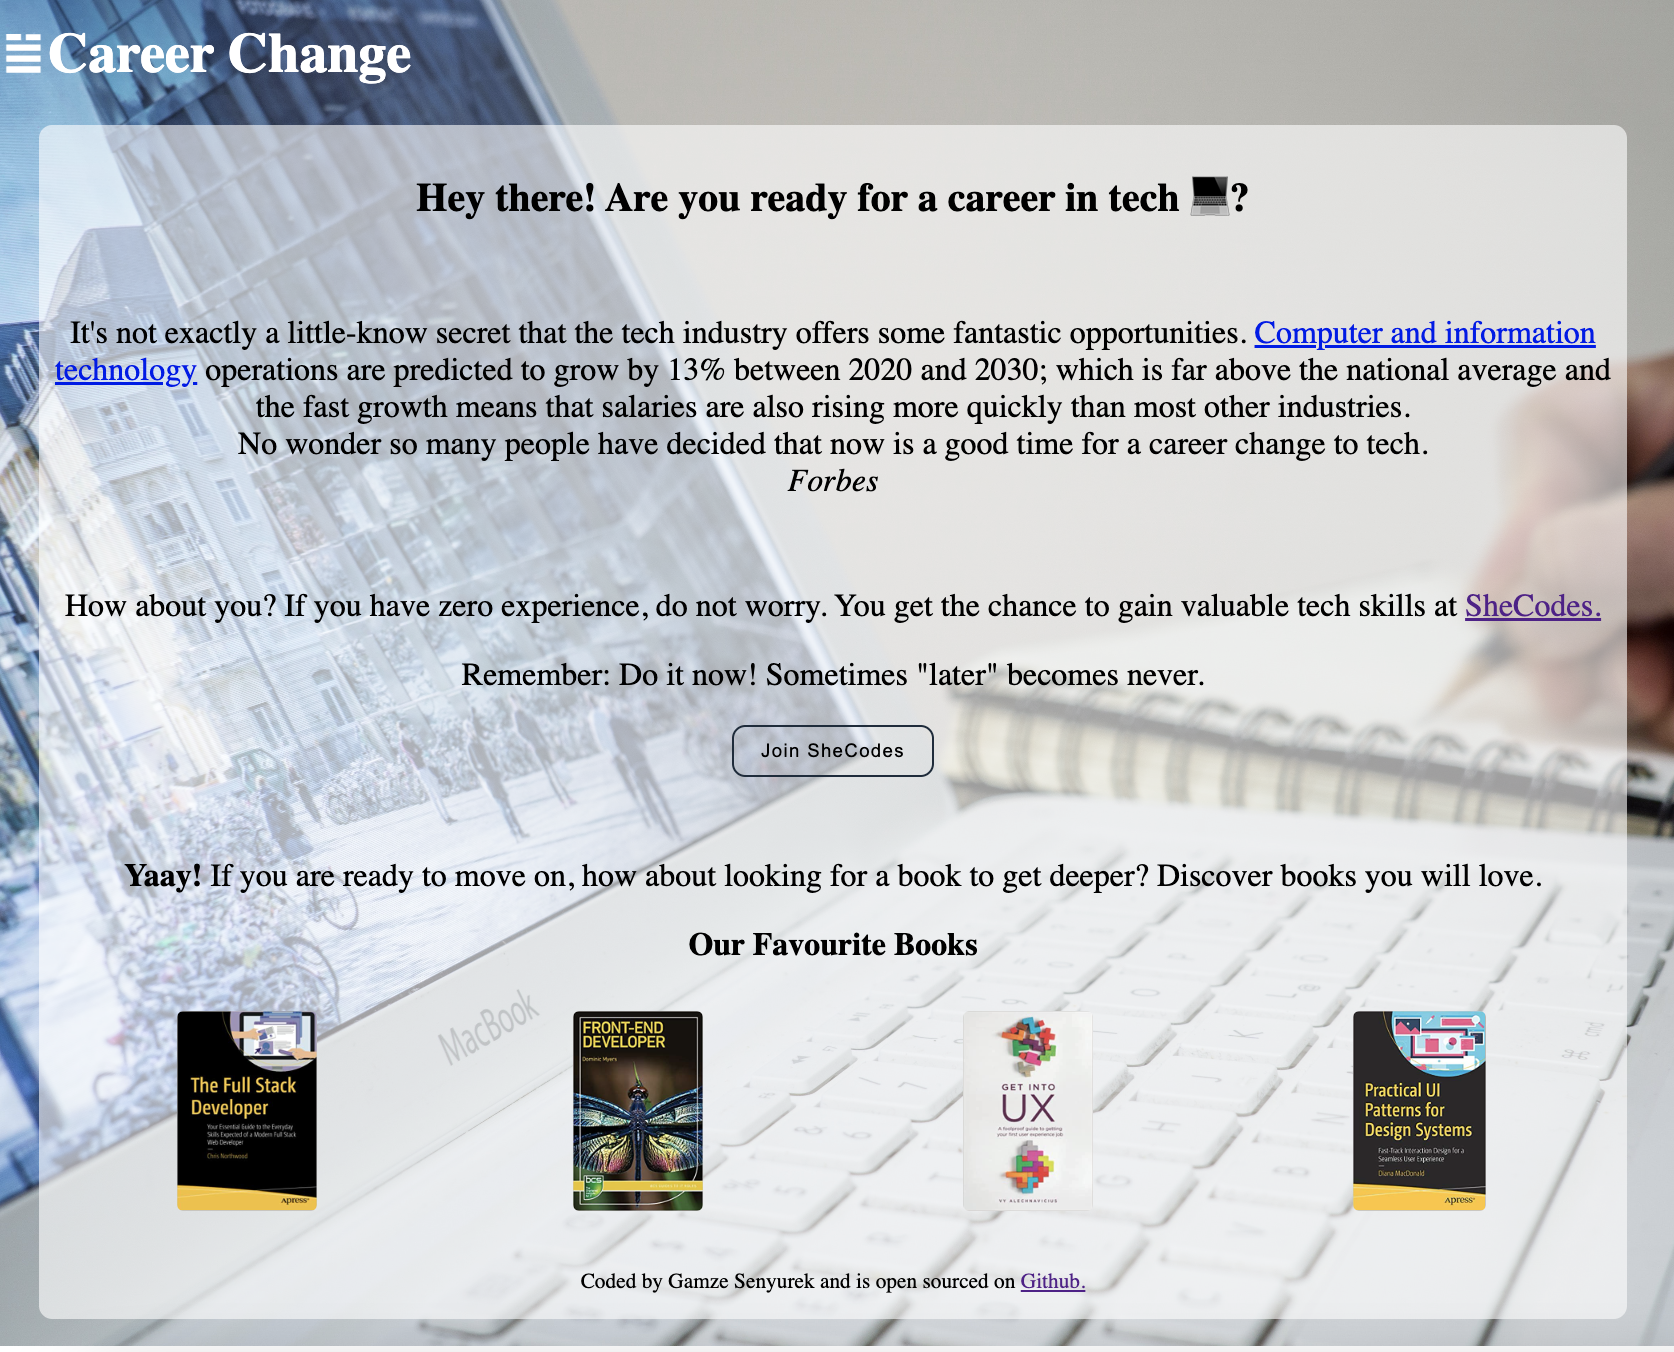 Career Change
Hey there! Are you ready for a career in tech 💻?
It's not exactly a little-know secret that the tech industry offers some fantastic opportunities. Computer and information
technology operations are predicted to grow by 13% between 2020 and 2030; which is far above the national average and
the fast growth means that salaries are also rising more quickly than most other industries.
No wonder so many people have decided that now is a good time for a career change to tech.
Forbes
How about you? If you have zero experience, do not worry. You get the chance to gain valuable tech skills at SheCodes.
Remember: Do it now! Sometimes "later" becomes never.
Join SheCodes
Yaay! If you are ready to move on, how about looking for a book to get deeper? Discover books you will love.
Our Favourite Books
MacBook
The Full Stack
Developer
Your Essential Guide to the Everyday
Skills Expected of a Modern Full Stack
Web Developer
Chris Northwood
Apress®
FRONT-END
DEVELOPER
Dominic Myers
bcs
GET INTO
UX
A foolproof guide to getting
your first user experience job
VY ALECHNAVICIUS
Practical UI
Patterns for
Design Systems
Fast-Track Interaction Design for a
Seamless User Experience
Diana MacDonald
Apress®
Coded by Gamze Senyurek and is open sourced on Github.